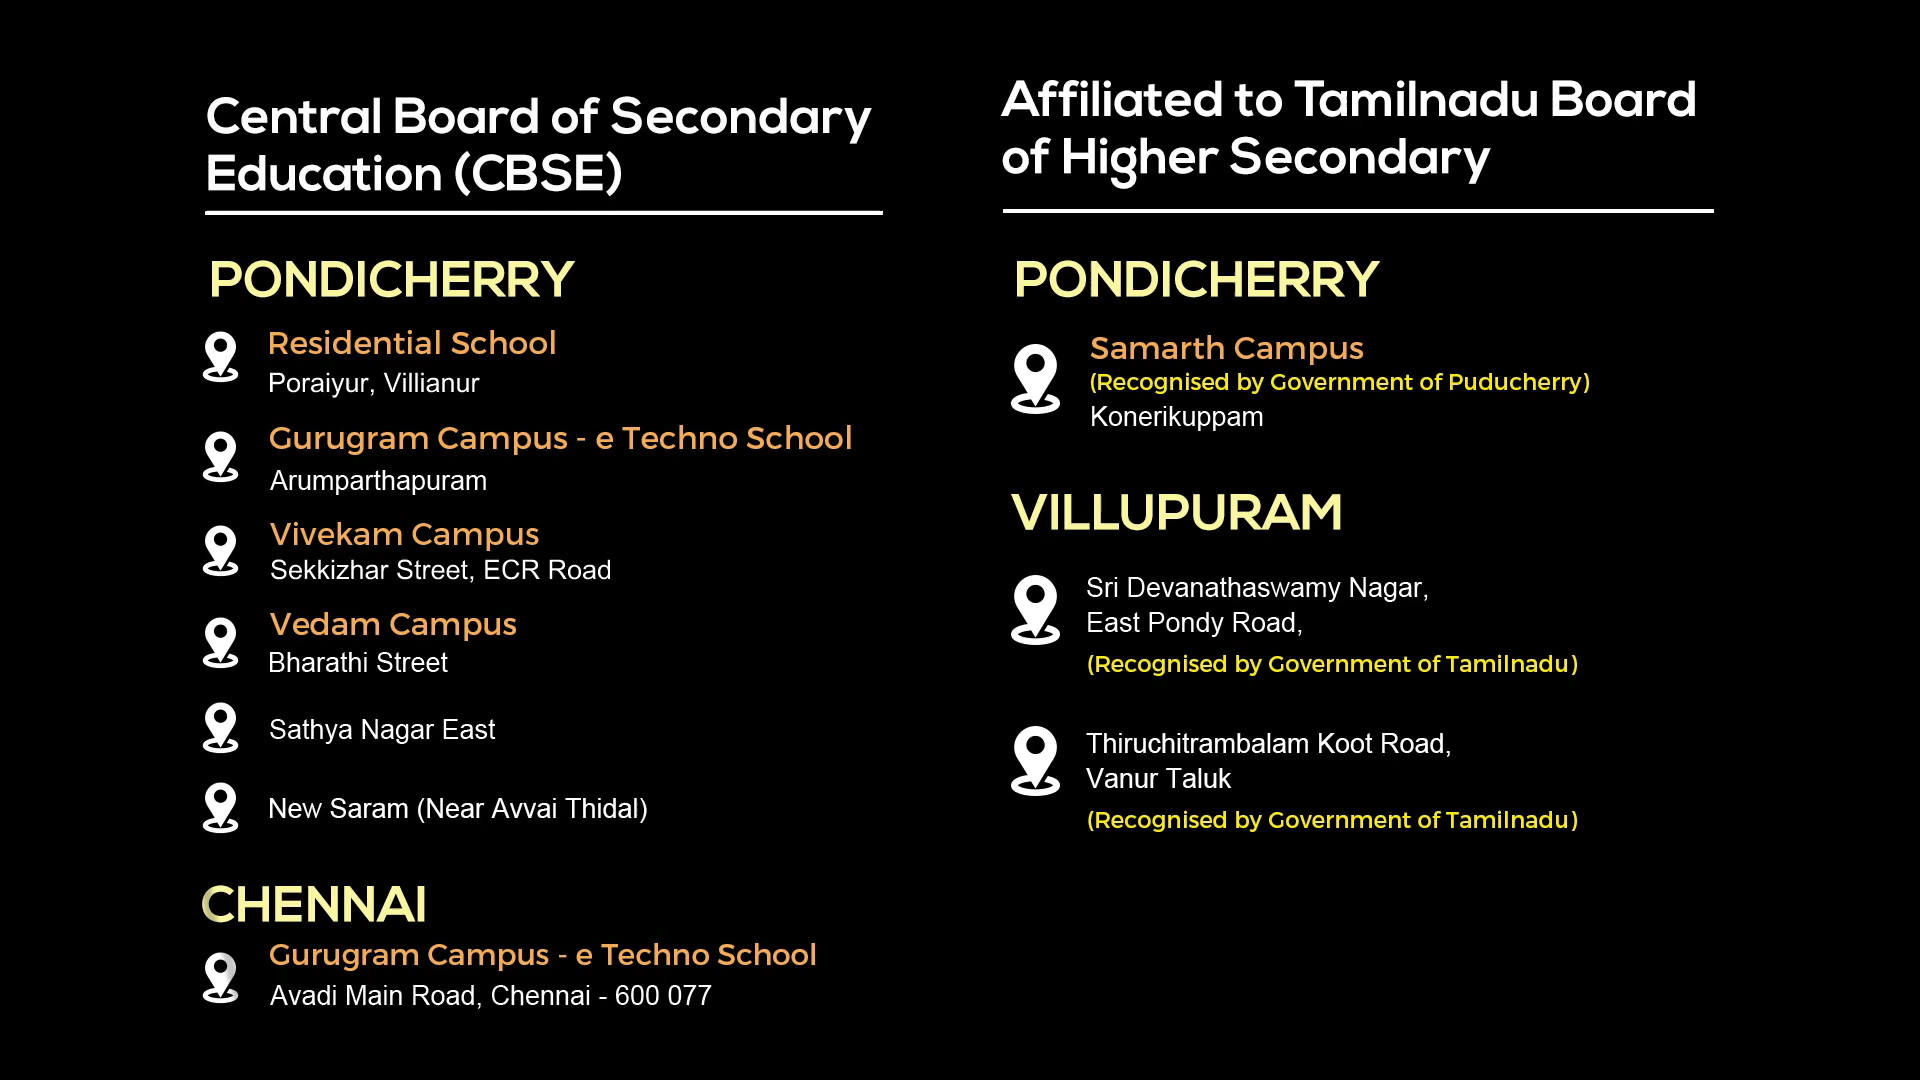 Central Board of Secondary
Education (CBSE)
PONDICHERRY
Residential School
Poraiyur, Villianur
Gurugram Campus - e Techno School
Arumparthapuram
Vivekam Campus
Sekkizhar Street, ECR Road
Vedam Campus
Bharathi Street
Sathya Nagar East
New Saram (Near Avvai Thidal)
CHENNAI
Gurugram Campus - e Techno School
Avadi Main Road, Chennai - 600 077
Affiliated to Tamilnadu Board
of Higher Secondary
PONDICHERRY
Samarth Campus
(Recognised by Government of Puducherry)
Konerikuppam
VILLUPURAM
Sri Devanathaswamy Nagar,
East Pondy Road,
(Recognised by Government of Tamilnadu)
Thiruchitrambalam Koot Road,
Vanur Taluk
(Recognised by Government of Tamilnadu)